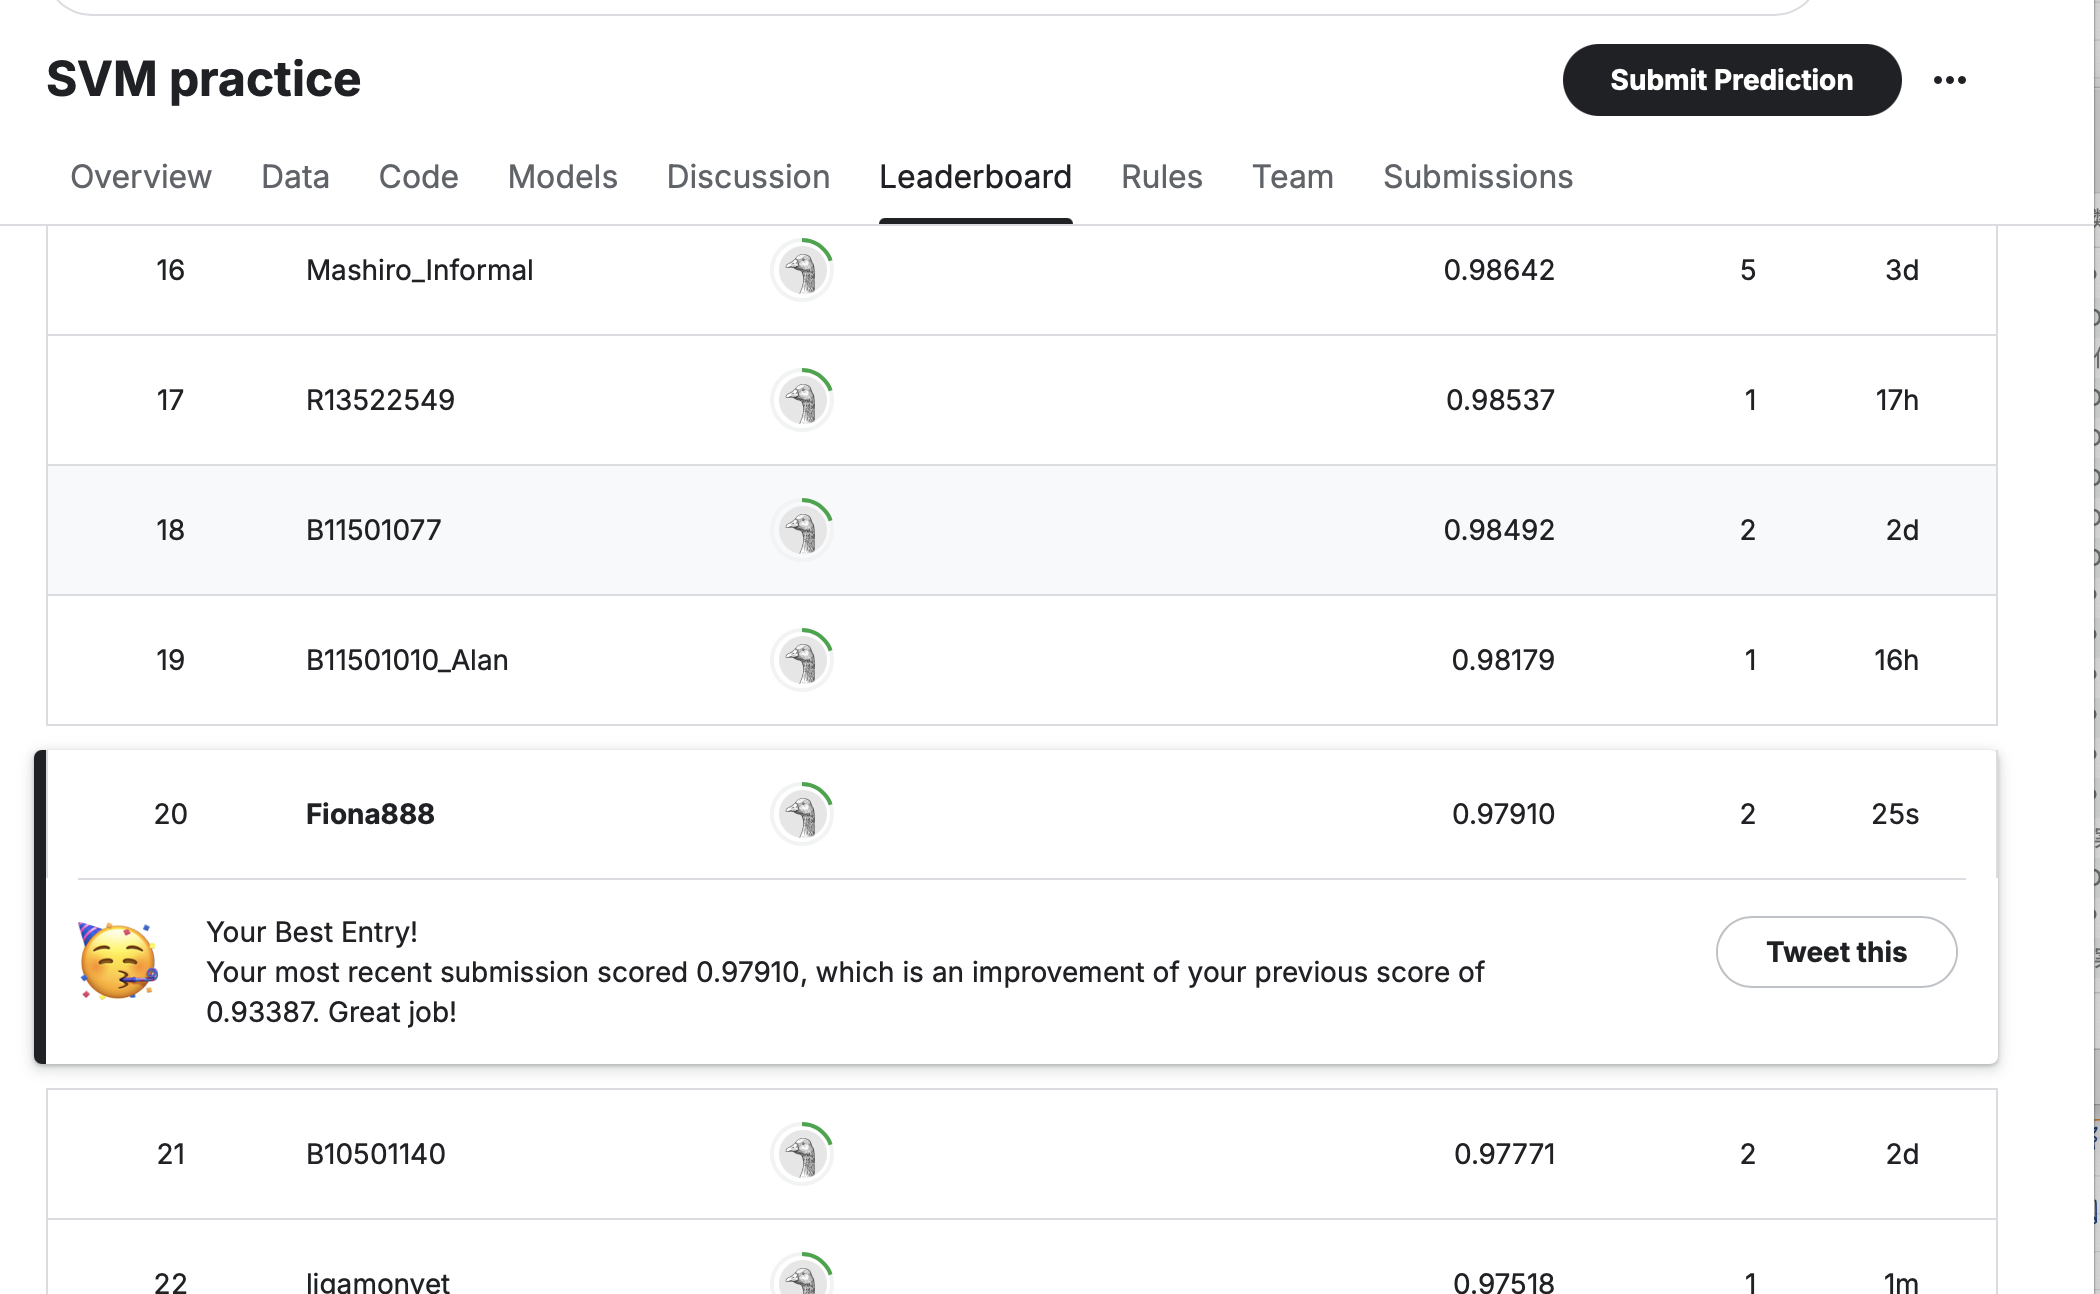 SVM practice
Submit Prediction
Overview Data Code Models Discussion Leaderboard Rules Team Submissions
16 Mashiro_Informal 0.98642 5 3d
17 R13522549 0.98537 1 17h
18 B11501077 0.98492 2 2d
19 B11501010_Alan 0.98179 1 16h
20 Fiona888 0.97910 2 25s
Your Best Entry!
Your most recent submission scored 0.97910, which is an improvement of your previous score of
0.93387. Great job!
Tweet this
21 B10501140 0.97771 2 2d
22 0.97518 1 1m